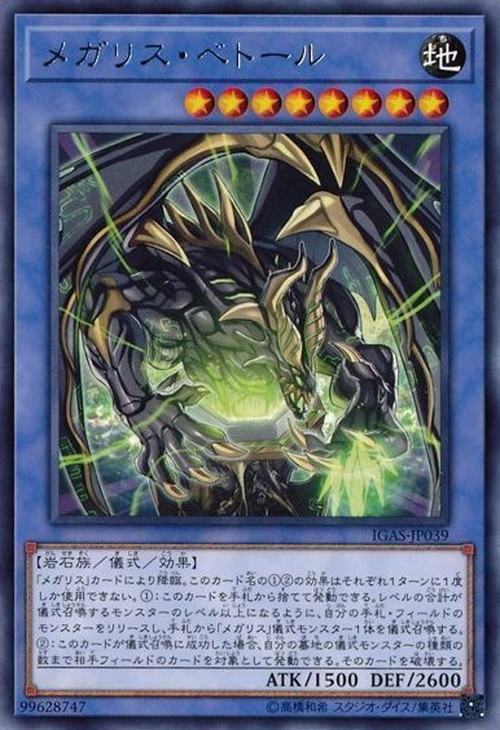 メガリス・ベトール
地
IGAS-JP039
【岩石族／儀式／効果】
「メガリス」カードにより降臨。このカード名の①②の効果はそれぞれ1ターンに1度
しか使用できない。①：このカードを手札から捨てて発動できる。レベルの合計が
儀式召喚するモンスターのレベル以上になるように、自分の手札・フィールドの
モンスターをリリースし、手札から「メガリス」儀式モンスター1体を儀式召喚する。
②：このカードが儀式召喚に成功した場合、自分の墓地の儀式モンスターの種類の
数まで相手フィールドのカードを対象として発動できる。そのカードを破壊する。
ATK/1500 DEF/2600
99628747 ©高橋和希 スタジオ・ダイス/集英社